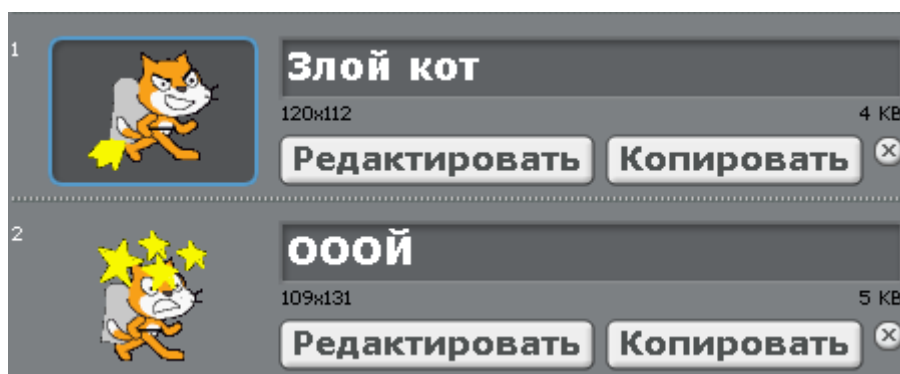 1
Злой кот
120x112 4 KB
Редактировать Копировать
2
ОООЙ
109x131 5 KB
Редактировать Копировать